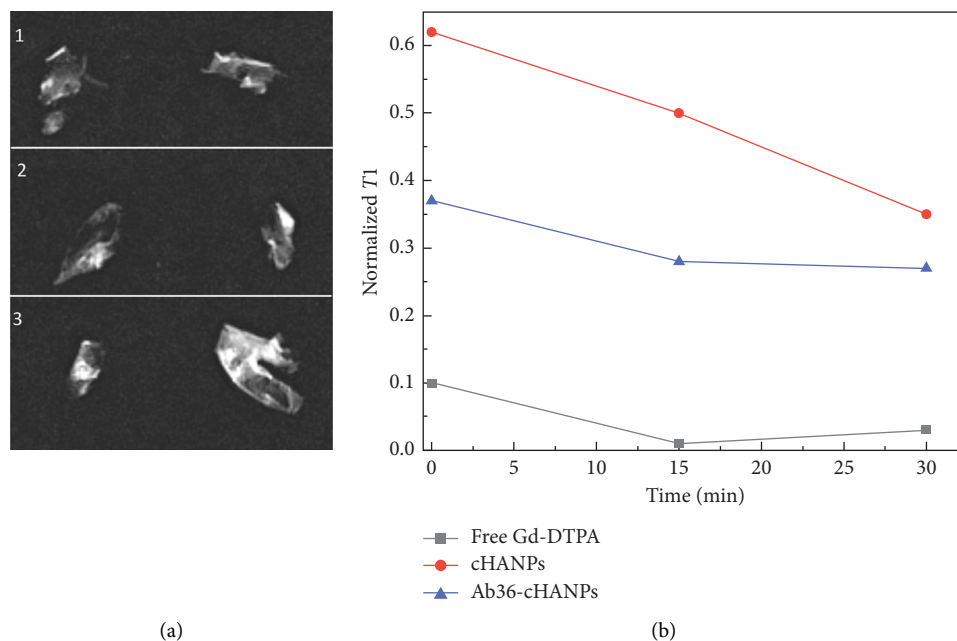 1
2
3
0.6
0.5
0.4
0.3
0.2
0.1
0.0
Normalized T1
0 5 10 15 20 25 30
Time (min)
Free Gd-DTPA
cHANPs
Ab36-cHANPs
(a) (b)